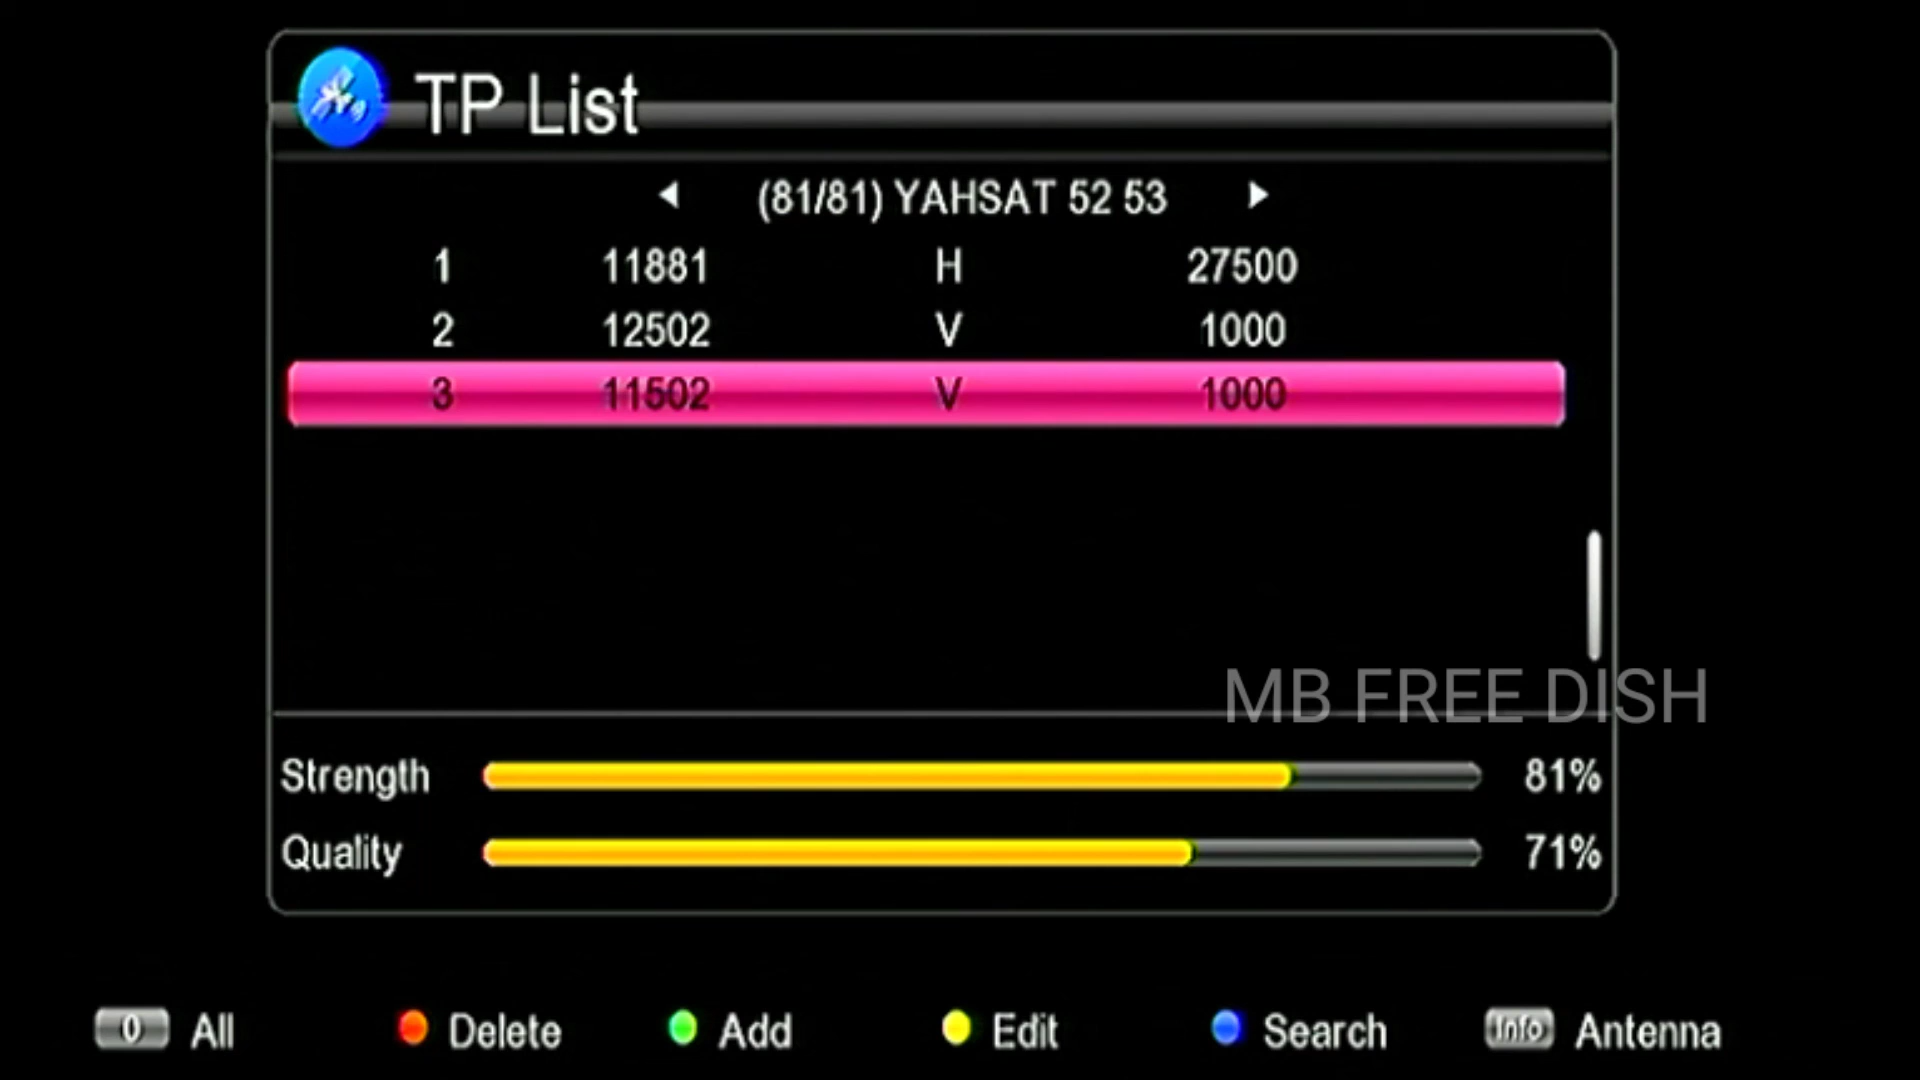 TP List
(81/81) YAHSAT 52 53
1 11881 H 27500
2 12502 V 1000
3 11502 V 1000
MB FREE DISH
Strength 81%
Quality 71%
0 All Delete Add Edit Search Info Antenna